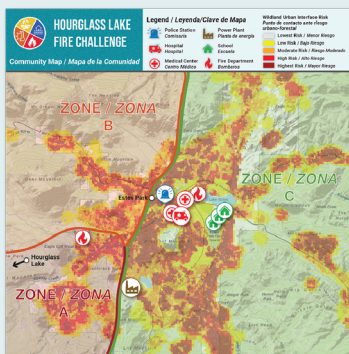 HOURGLASS LAKE
FIRE CHALLENGE
Community Map / Mapa de la Comunidad
Legend / Leyenda/Clave de Mapa
Police Station
Comisaría
Hospital
Hospital
Medical Center
Centro Médico
Power Plant
Planta de energía
School
Escuela
Fire Department
Bomberos
Wildland Urban Interface Risk
Punto de contacto ante riesgo
urbano-forestal
Lowest Risk / Menor Riesgo
Low Risk / Bajo Riesgo
Moderate Risk / Riesgo Moderado
High Risk / Alto Riesgo
Highest Risk / Mayor Riesgo
ZONE / ZONA
B
ZONE / ZONA
C
Estes Park
Hourglass
Lake
ZONE / ZONA
A